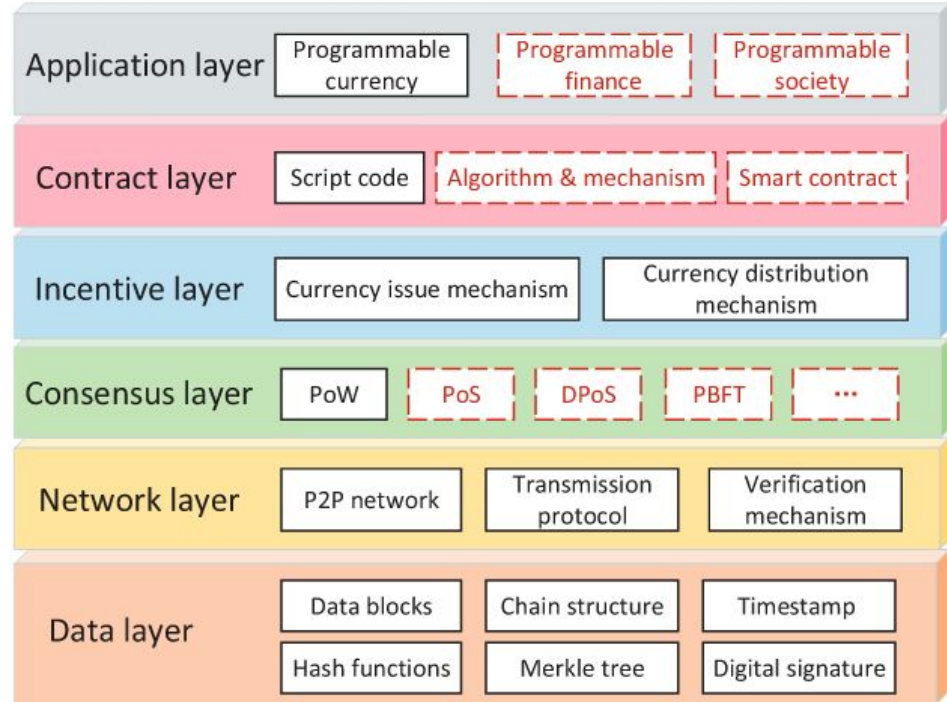 Application layer
Programmable
currency
Programmable
finance
Programmable
society
Contract layer
Script code
Algorithm & mechanism
Smart contract
Incentive layer
Currency issue mechanism
Currency distribution
mechanism
Consensus layer
PoW
PoS
DPoS
PBFT
...
Network layer
P2P network
Transmission
protocol
Verification
mechanism
Data layer
Data blocks
Chain structure
Timestamp
Hash functions
Merkle tree
Digital signature